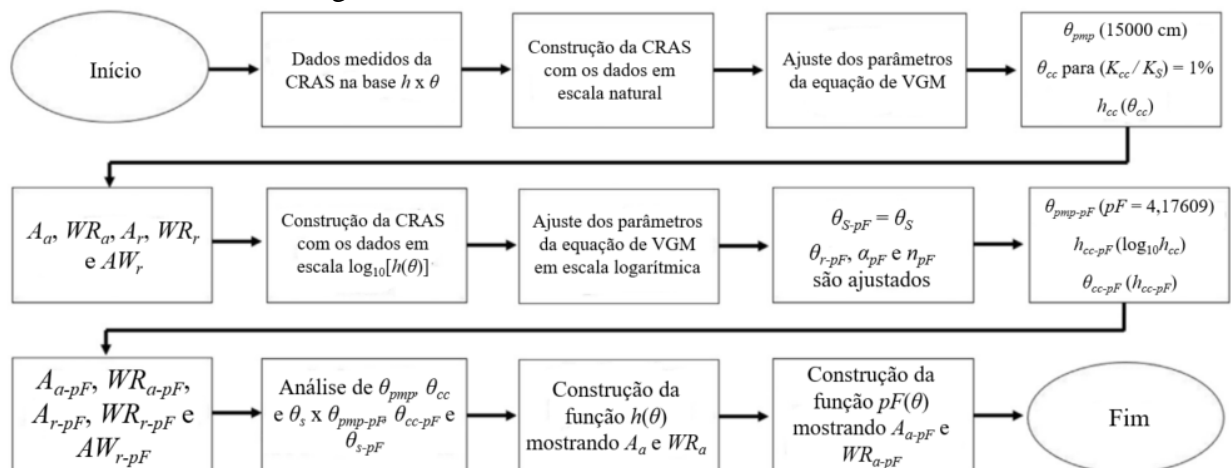 Início
Dados medidos da
CRAS na base h x θ
Construção da CRAS
com os dados em
escala natural
Ajuste dos parâmetros
da equação de VGM
θpmp (15000 cm)
θcc para (Kcc / KS) = 1%
hcc (θcc)
Aa, WRa, Ar, WRr
e AWr
Construção da CRAS
com os dados em
escala log10[h(θ)]
Ajuste dos parâmetros
da equação de VGM
em escala logarítmica
θS-pF = θS
θr-pF, αpF e npF
são ajustados
θpmp-pF (pF = 4,17609)
hcc-pF (log10hcc)
θcc-pF (hcc-pF)
Aa-pF, WRa-pF,
Ar-pF, WRr-pF e
AWr-pF
Análise de θpmp, θcc
e θs x θpmp-pF, θcc-pF e
θs-pF
Construção da
função h(θ)
mostrando Aa e WRa
Construção da
função pF(θ)
mostrando Aa-pF e
WRa-pF
Fim